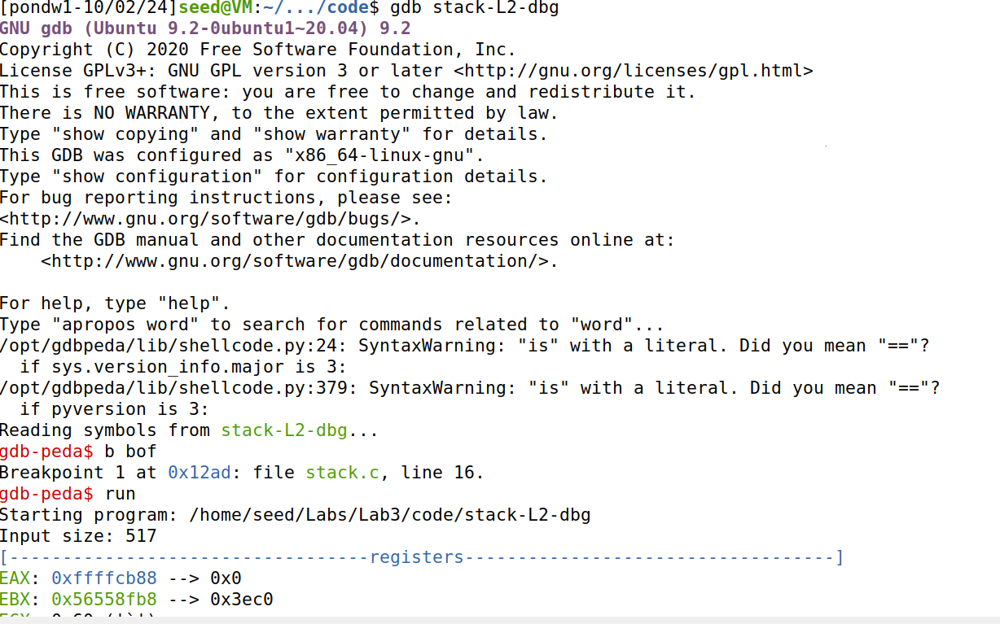 [pondw1-10/02/24]seed@VM:~/.../code$ gdb stack-L2-dbg
GNU gdb (Ubuntu 9.2-0ubuntu1~20.04) 9.2
Copyright (C) 2020 Free Software Foundation, Inc.
License GPLv3+: GNU GPL version 3 or later <http://gnu.org/licenses/gpl.html>
This is free software: you are free to change and redistribute it.
There is NO WARRANTY, to the extent permitted by law.
Type "show copying" and "show warranty" for details.
This GDB was configured as "x86_64-linux-gnu".
Type "show configuration" for configuration details.
For bug reporting instructions, please see:
<http://www.gnu.org/software/gdb/bugs/>.
Find the GDB manual and other documentation resources online at:
    <http://www.gnu.org/software/gdb/documentation/>.

For help, type "help".
Type "apropos word" to search for commands related to "word"...
/opt/gdbpeda/lib/shellcode.py:24: SyntaxWarning: "is" with a literal. Did you mean "=="?
  if sys.version_info.major is 3:
/opt/gdbpeda/lib/shellcode.py:379: SyntaxWarning: "is" with a literal. Did you mean "=="?
  if pyversion is 3:
Reading symbols from stack-L2-dbg...
gdb-peda$ b bof
Breakpoint 1 at 0x12ad: file stack.c, line 16.
gdb-peda$ run
Starting program: /home/seed/Labs/Lab3/code/stack-L2-dbg
Input size: 517
[----------------------------------registers-----------------------------------]
EAX: 0xffffcb88 --> 0x0
EBX: 0x56558fb8 --> 0x3ec0